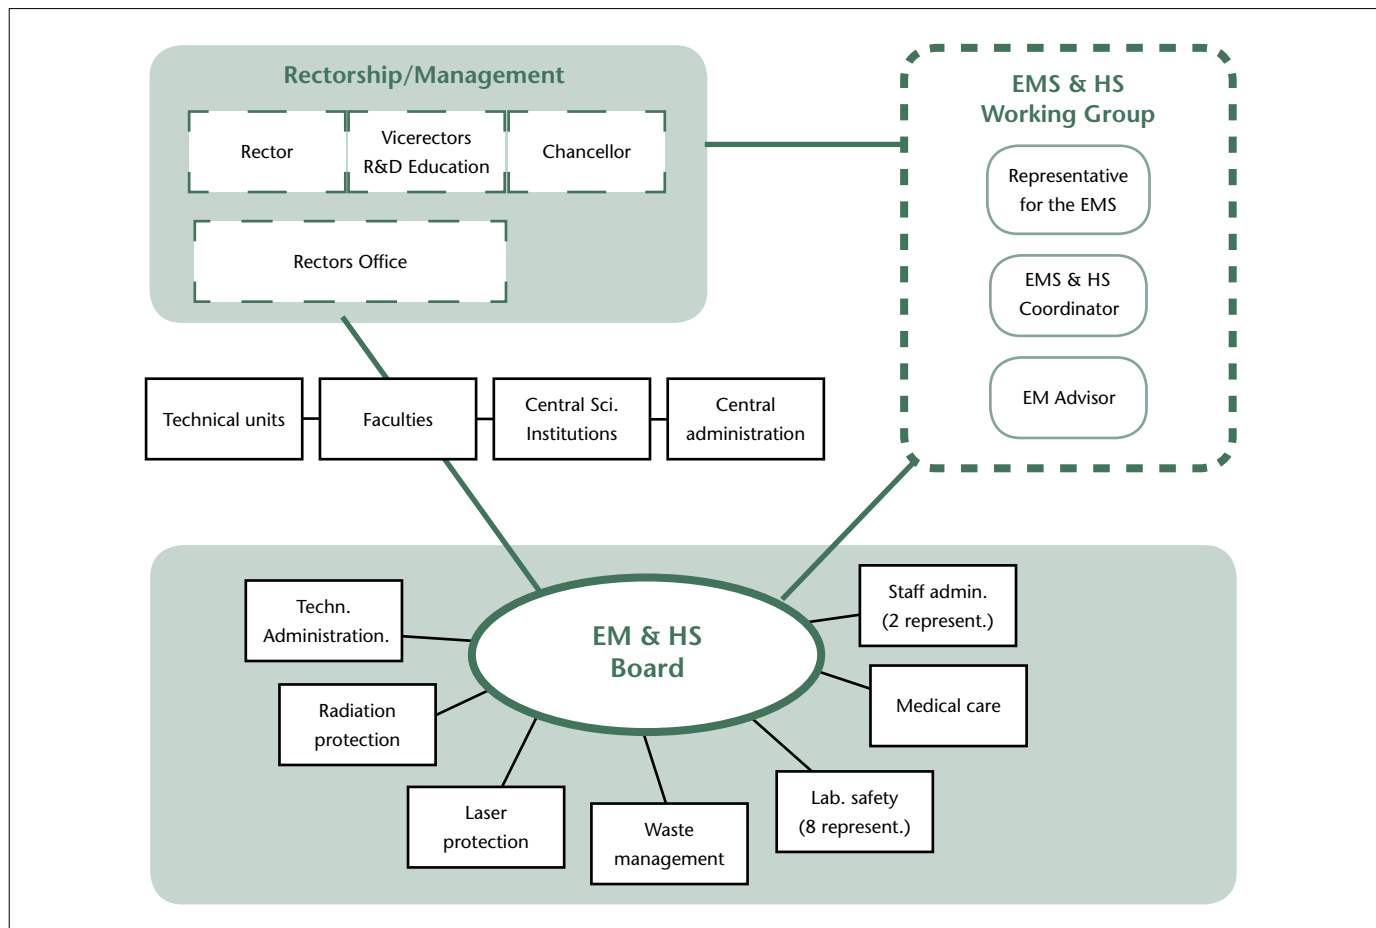 Rectorship/Management
Rector
Vicerectors
R&D Education
Chancellor
Rectors Office
EMS & HS
Working Group
Representative
for the EMS
EMS & HS
Coordinator
EM Advisor
Technical units
Faculties
Central Sci.
Institutions
Central
administration
EM & HS
Board
Techn.
Administration.
Radiation
protection
Laser
protection
Waste
management
Lab. safety
(8 represent.)
Medical care
Staff admin.
(2 represent.)